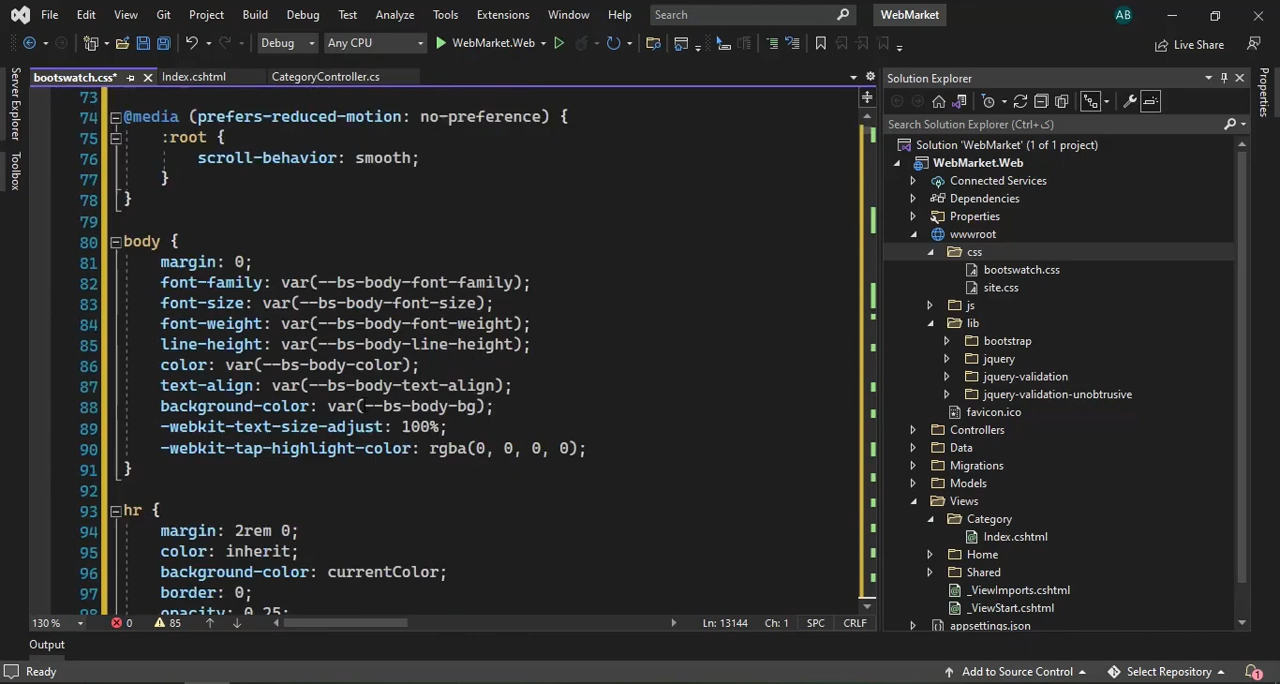 File Edit View Git Project Build Debug Test Analyze Tools Extensions Window Help Search WebMarket AB
Debug Any CPU WebMarket.Web Live Share
bootswatch.css* Index.cshtml CategoryController.cs
Server Explorer
Toolbox
73
74 @media (prefers-reduced-motion: no-preference) {
75 :root {
76 scroll-behavior: smooth;
77 }
78 }
79
80 body {
81 margin: 0;
82 font-family: var(--bs-body-font-family);
83 font-size: var(--bs-body-font-size);
84 font-weight: var(--bs-body-font-weight);
85 line-height: var(--bs-body-line-height);
86 color: var(--bs-body-color);
87 text-align: var(--bs-body-text-align);
88 background-color: var(--bs-body-bg);
89 -webkit-text-size-adjust: 100%;
90 -webkit-tap-highlight-color: rgba(0, 0, 0, 0);
91 }
92
93 hr {
94 margin: 2rem 0;
95 color: inherit;
96 background-color: currentColor;
97 border: 0;
98 opacity: 0.25;
130 % 0 85 Ln: 13144 Ch: 1 SPC CRLF
Solution Explorer
Search Solution Explorer (Ctrl+ک)
Solution 'WebMarket' (1 of 1 project)
WebMarket.Web
Connected Services
Dependencies
Properties
wwwroot
css
bootswatch.css
site.css
js
lib
bootstrap
jquery
jquery-validation
jquery-validation-unobtrusive
favicon.ico
Controllers
Data
Migrations
Models
Views
Category
Index.cshtml
Home
Shared
_ViewImports.cshtml
_ViewStart.cshtml
appsettings.json
Properties
Output
Ready Add to Source Control Select Repository 1